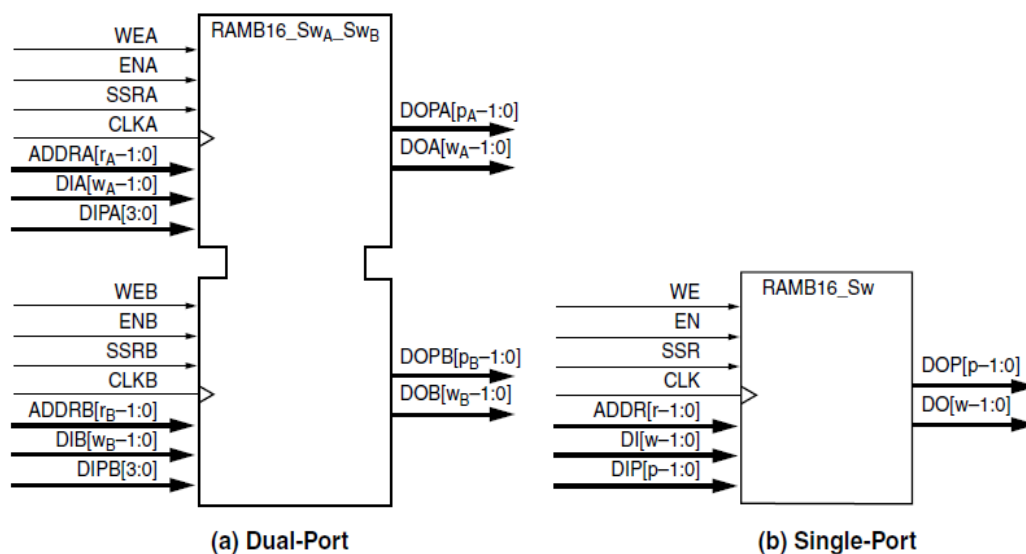 RAMB16_SwA_SwB
WEA
ENA
SSRA
CLKA
ADDRA[rA–1:0]
DIA[wA–1:0]
DIPA[3:0]
DOPA[pA–1:0]
DOA[wA–1:0]
WEB
ENB
SSRB
CLKB
ADDRB[rB–1:0]
DIB[wB–1:0]
DIPB[3:0]
DOPB[pB–1:0]
DOB[wB–1:0]
(a) Dual-Port
RAMB16_Sw
WE
EN
SSR
CLK
ADDR[r–1:0]
DI[w–1:0]
DIP[p–1:0]
DOP[p–1:0]
DO[w–1:0]
(b) Single-Port